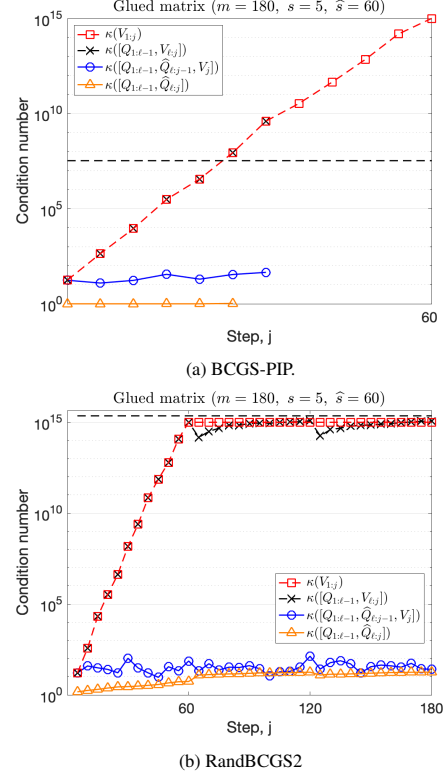 Glued matrix (m = 180, s = 5, ŝ = 60)
10^15
10^10
10^5
10^0
Condition number
κ(V_{1:j})
κ([Q_{1:ℓ−1}, V_{ℓ:j}])
κ([Q_{1:ℓ−1}, Q̂_{ℓ:j−1}, V_j])
κ([Q_{1:ℓ−1}, Q̂_{ℓ:j}])
60
Step, j
(a) BCGS-PIP.
Glued matrix (m = 180, s = 5, ŝ = 60)
10^15
10^10
10^5
10^0
Condition number
κ(V_{1:j})
κ([Q_{1:ℓ−1}, V_{ℓ:j}])
κ([Q_{1:ℓ−1}, Q̂_{ℓ:j−1}, V_j])
κ([Q_{1:ℓ−1}, Q̂_{ℓ:j}])
60 120 180
Step, j
(b) RandBCGS2